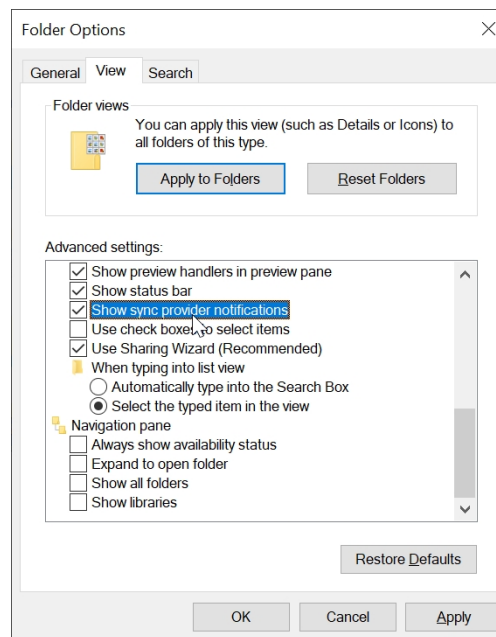 Folder Options
General View Search
Folder views
You can apply this view (such as Details or Icons) to
all folders of this type.
Apply to Folders Reset Folders
Advanced settings:
Show preview handlers in preview pane
Show status bar
Show sync provider notifications
Use check boxes to select items
Use Sharing Wizard (Recommended)
When typing into list view
Automatically type into the Search Box
Select the typed item in the view
Navigation pane
Always show availability status
Expand to open folder
Show all folders
Show libraries
Restore Defaults
OK Cancel Apply